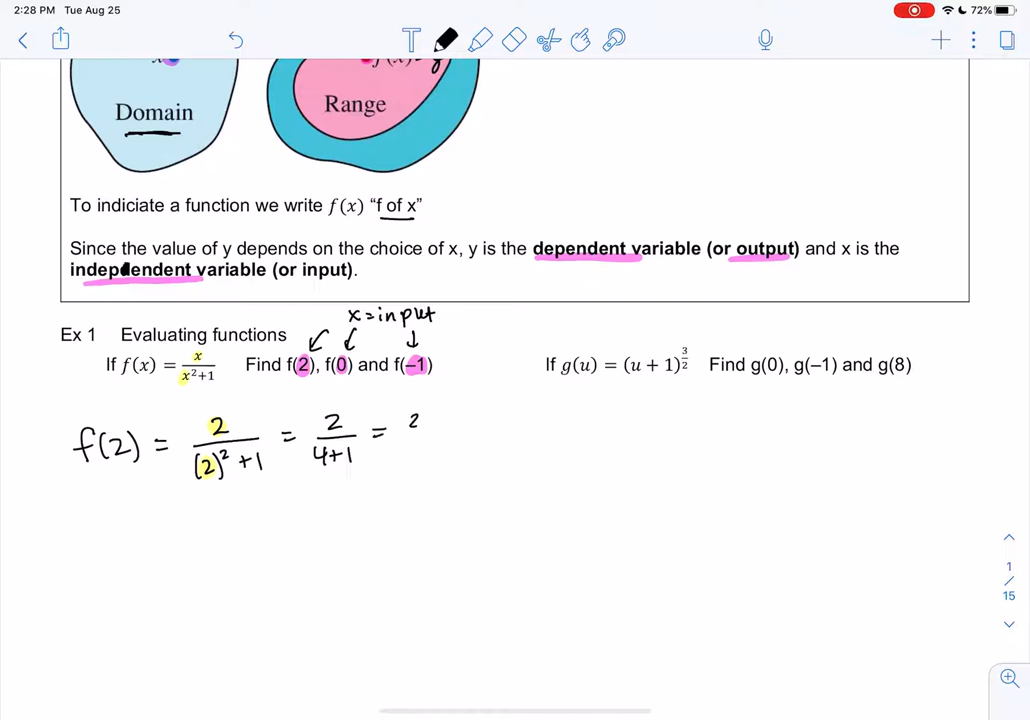 2:28 PM Tue Aug 25
72%
Domain
Range
To indiciate a function we write f(x) “f of x”
Since the value of y depends on the choice of x, y is the dependent variable (or output) and x is the
independent variable (or input).
x = input
Ex 1 Evaluating functions
If f(x) = x/(x²+1) Find f(2), f(0) and f(−1)
If g(u) = (u + 1)^(3/2) Find g(0), g(−1) and g(8)
f(2) = 2/((2)² + 1) = 2/(4+1) = 2
1
/
15